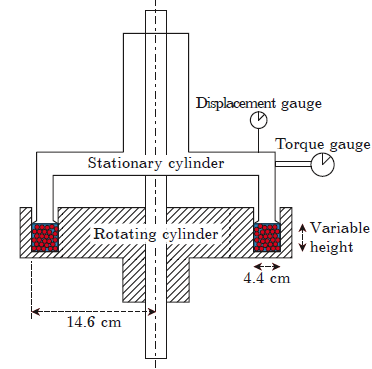 Displacement gauge
Torque gauge
Stationary cylinder
Rotating cylinder
Variable
height
4.4 cm
14.6 cm